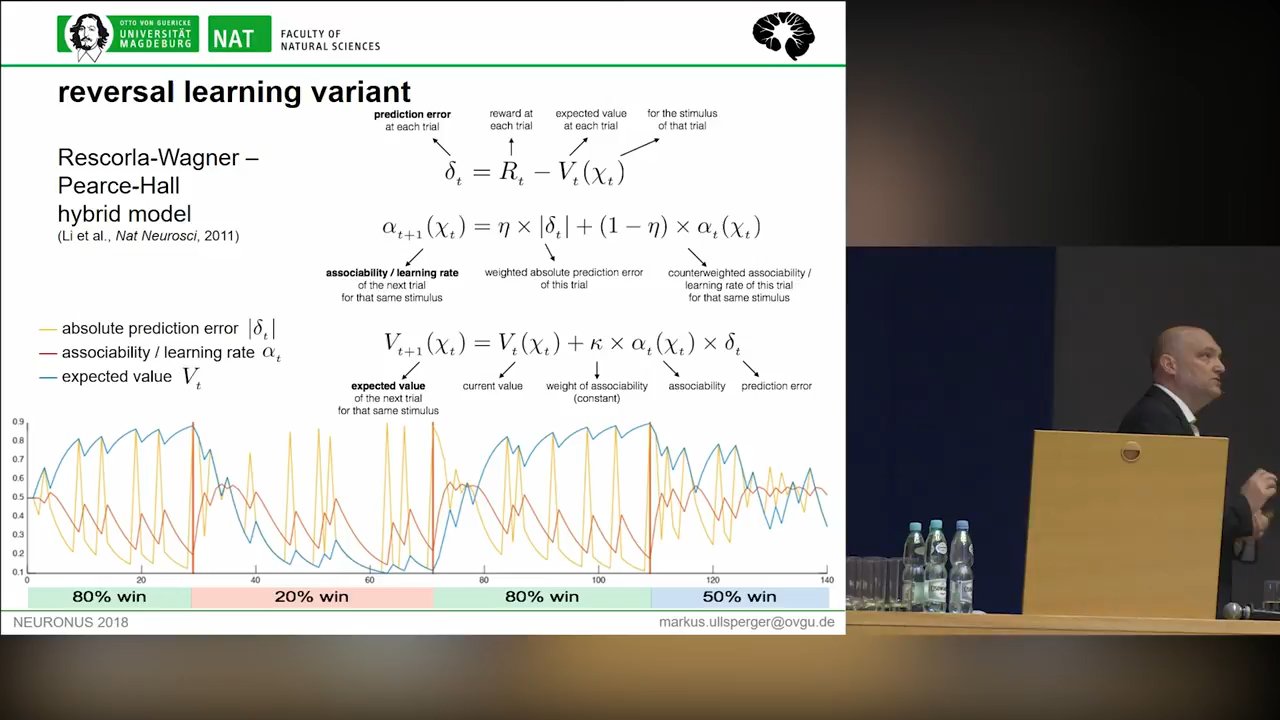 OTTO VON GUERICKE
UNIVERSITÄT
MAGDEBURG
NAT
FACULTY OF
NATURAL SCIENCES
reversal learning variant
Rescorla-Wagner –
Pearce-Hall
hybrid model
(Li et al., Nat Neurosci, 2011)
prediction error
at each trial
reward at
each trial
expected value
at each trial
for the stimulus
of that trial
δt = Rt − Vt(χt)
αt+1(χt) = η × |δt| + (1 − η) × αt(χt)
associability / learning rate
of the next trial
for that same stimulus
weighted absolute prediction error
of this trial
counterweighted associability /
learning rate of this trial
for that same stimulus
absolute prediction error |δt|
associability / learning rate αt
expected value Vt
Vt+1(χt) = Vt(χt) + κ × αt(χt) × δt
expected value
of the next trial
for that same stimulus
current value
weight of associability
(constant)
associability
prediction error
0.9
0.8
0.7
0.6
0.5
0.4
0.3
0.2
0.1
0 20 40 60 80 100 120 140
80% win 20% win 80% win 50% win
NEURONUS 2018
markus.ullsperger@ovgu.de